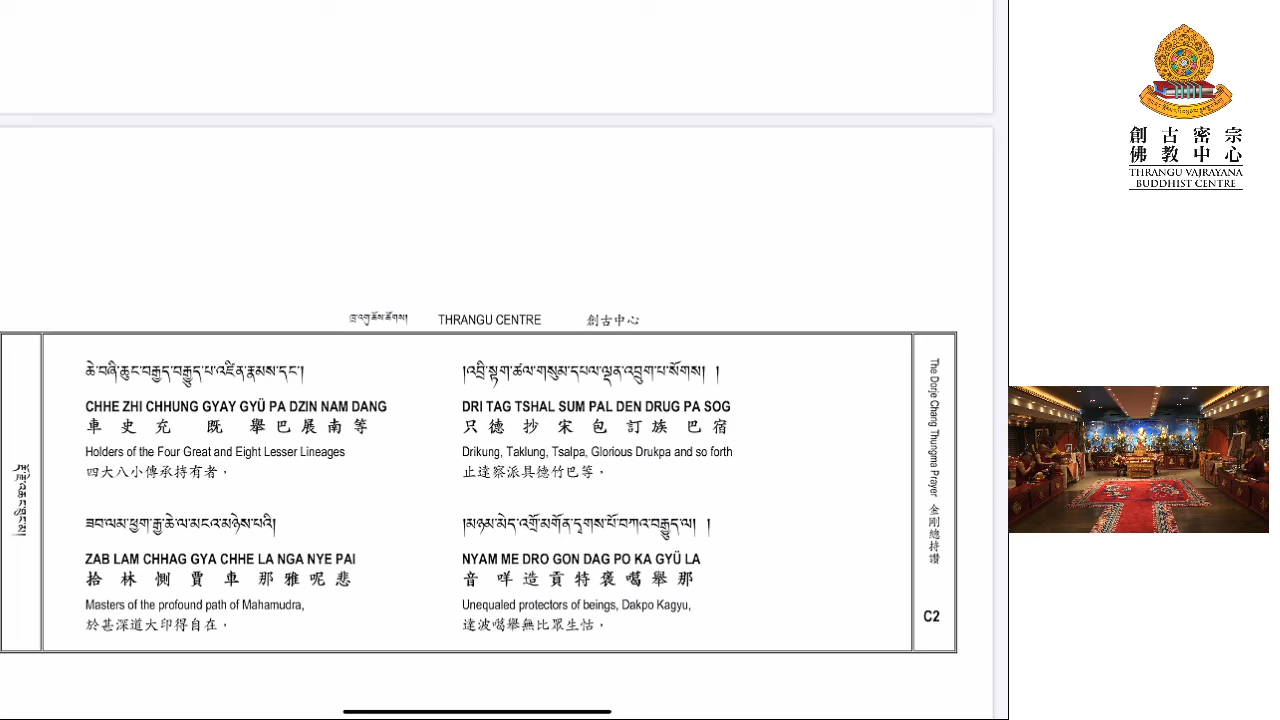 ཁྲ་འགུ་ཆོས་ཚོགས། THRANGU CENTRE 創古中心
ཆེ་བཞི་ཆུང་བརྒྱད་བརྒྱུད་པ་འཛིན་རྣམས་དང་།
CHHE ZHI CHHUNG GYAY GYÜ PA DZIN NAM DANG
車 史 充 既 舉 巴 展 南 等
Holders of the Four Great and Eight Lesser Lineages
四大八小傳承持有者，
།འབྲི་སྟག་ཚལ་གསུམ་དཔལ་ལྡན་འབྲུག་པ་སོགས། །
DRI TAG TSHAL SUM PAL DEN DRUG PA SOG
只 德 抄 宋 包 訂 族 巴 宿
Drikung, Taklung, Tsalpa, Glorious Drukpa and so forth
止達察派具德竹巴等，
ཟབ་ལམ་ཕྱག་རྒྱ་ཆེ་ལ་མངའ་མཉེས་པའི།
ZAB LAM CHHAG GYA CHHE LA NGA NYE PAI
拾 林 惻 賈 車 那 雅 呢 悲
Masters of the profound path of Mahamudra,
於甚深道大印得自在，
།མཉམ་མེད་འགྲོ་མགོན་དྭགས་པོ་བཀའ་བརྒྱུད་ལ། །
NYAM ME DRO GON DAG PO KA GYÜ LA
音 咩 造 貢 特 褒 噶 舉 那
Unequaled protectors of beings, Dakpo Kagyu,
達波噶舉無比眾生怙，
The Dorje Chang Thungma Prayer 金剛總持讚
C2
創古密宗
佛教中心
THRANGU VAJRAYANA
BUDDHIST CENTRE